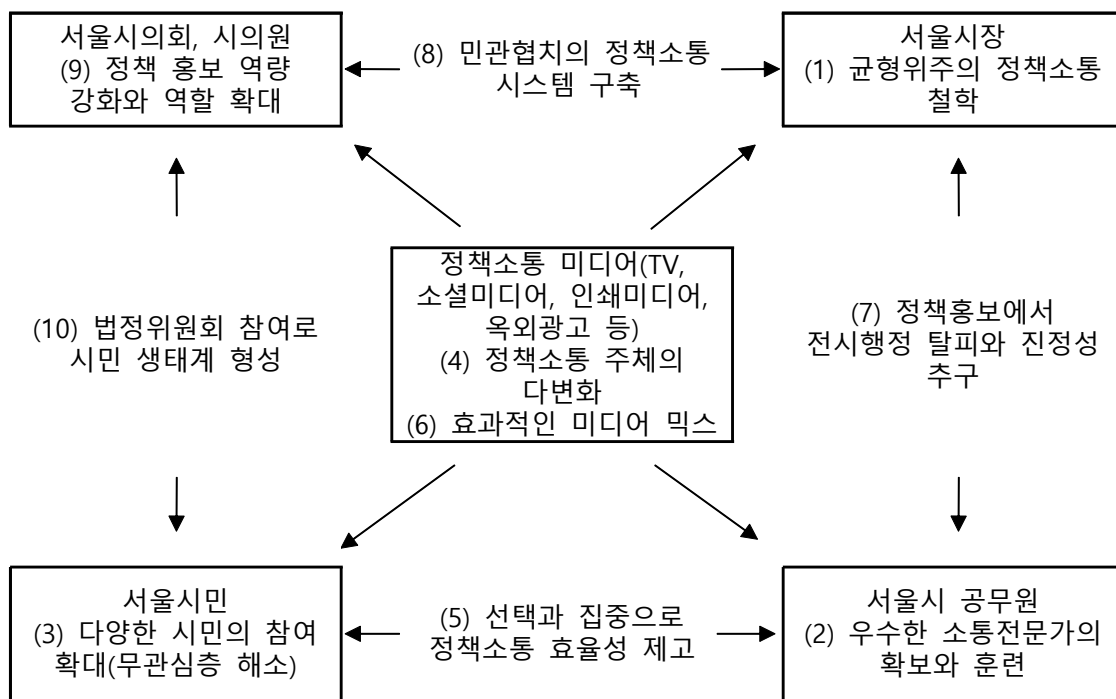 서울시의회, 시의원
(9) 정책 홍보 역량
강화와 역할 확대
(8) 민관협치의 정책소통
시스템 구축
서울시장
(1) 균형위주의 정책소통
철학
정책소통 미디어(TV,
소셜미디어, 인쇄미디어,
옥외광고 등)
(4) 정책소통 주체의
다변화
(6) 효과적인 미디어 믹스
(10) 법정위원회 참여로
시민 생태계 형성
(7) 정책홍보에서
전시행정 탈피와 진정성
추구
서울시민
(3) 다양한 시민의 참여
확대(무관심층 해소)
(5) 선택과 집중으로
정책소통 효율성 제고
서울시 공무원
(2) 우수한 소통전문가의
확보와 훈련